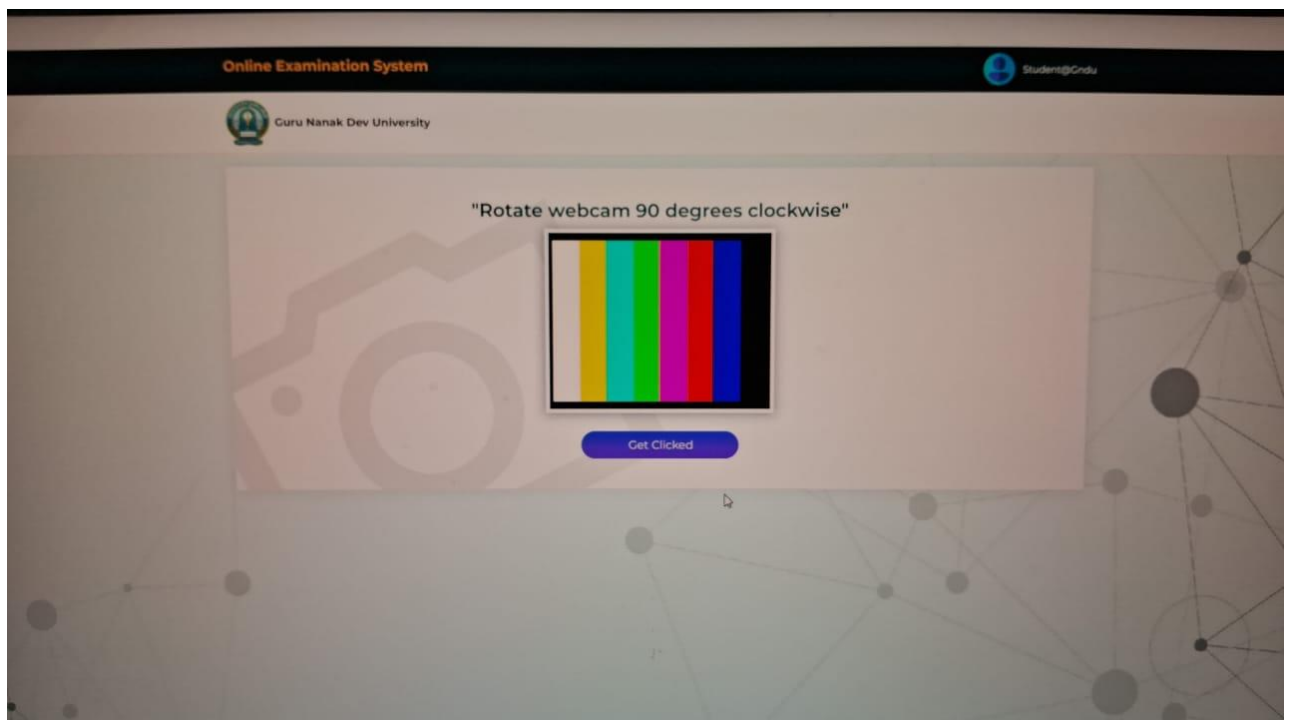 Online Examination System
Student@Gndu
Guru Nanak Dev University
"Rotate webcam 90 degrees clockwise"
Get Clicked